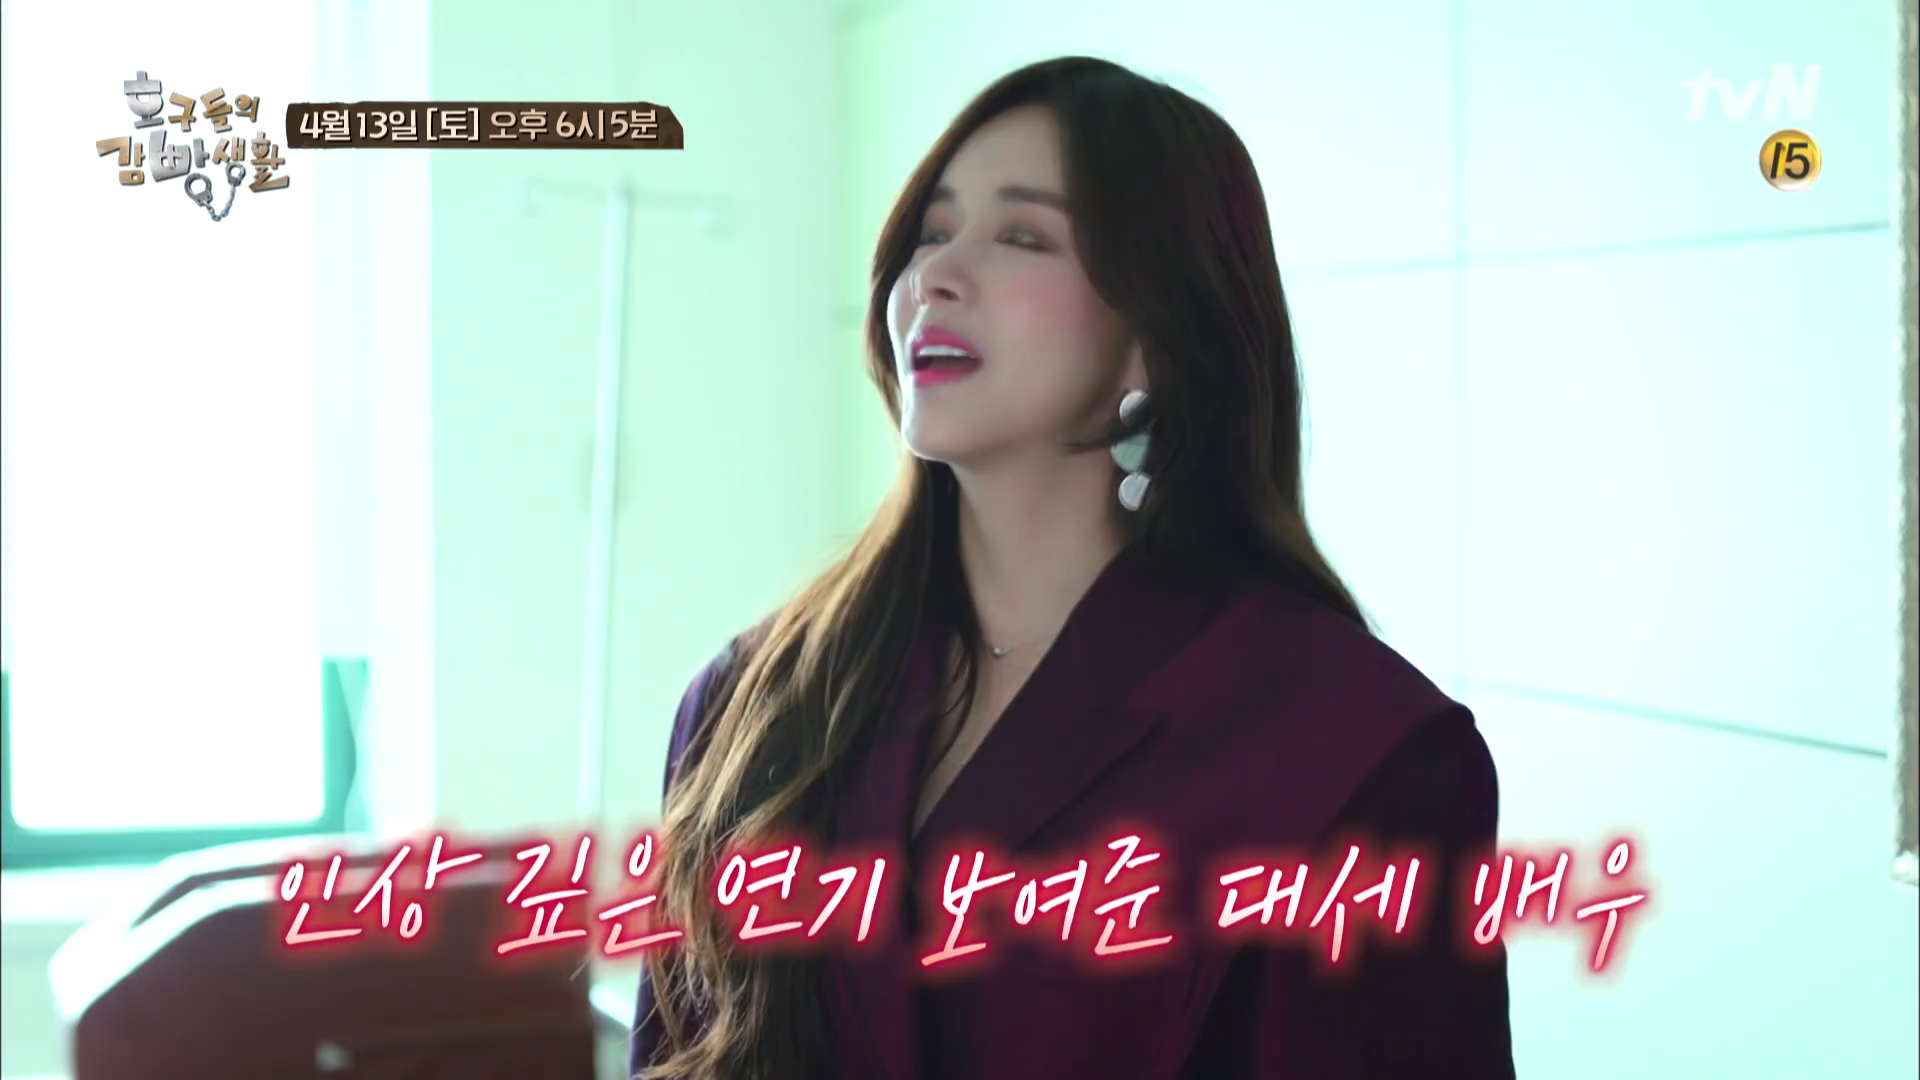 호구들의
감빵생활
4월 13일 [토] 오후 6시 5분
tvN
15
인상 깊은 연기 보여준 대세 배우